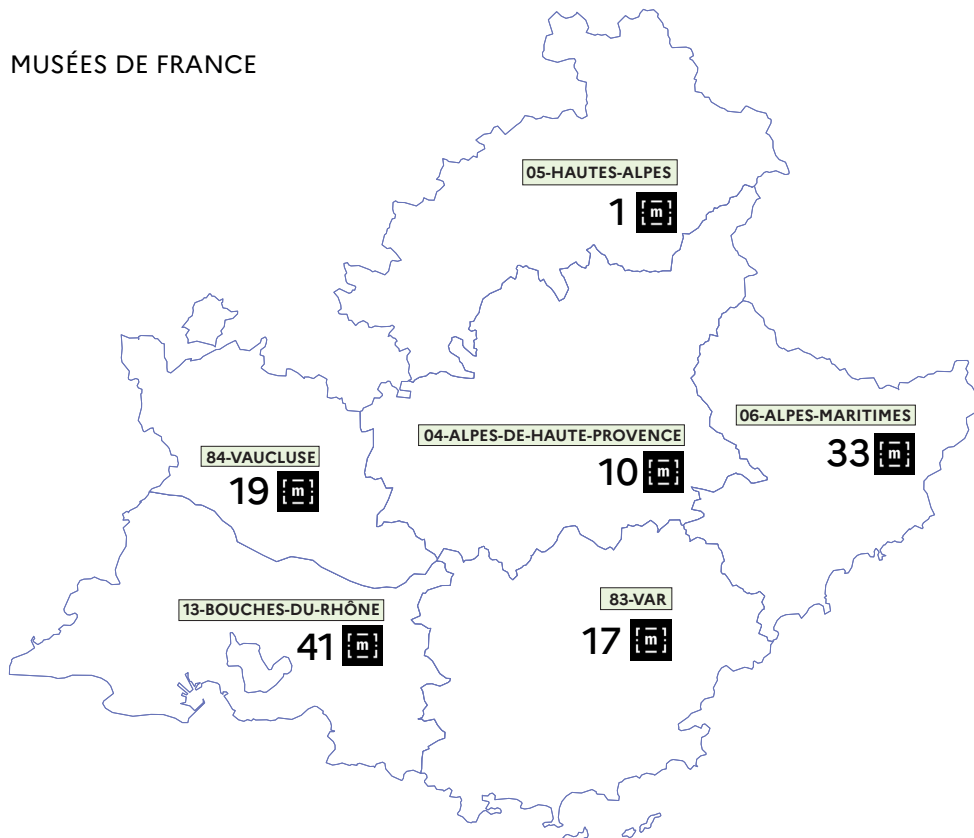 MUSÉES DE FRANCE
05-HAUTES-ALPES
1 m
06-ALPES-MARITIMES
33 m
04-ALPES-DE-HAUTE-PROVENCE
10 m
84-VAUCLUSE
19 m
83-VAR
17 m
13-BOUCHES-DU-RHÔNE
41 m